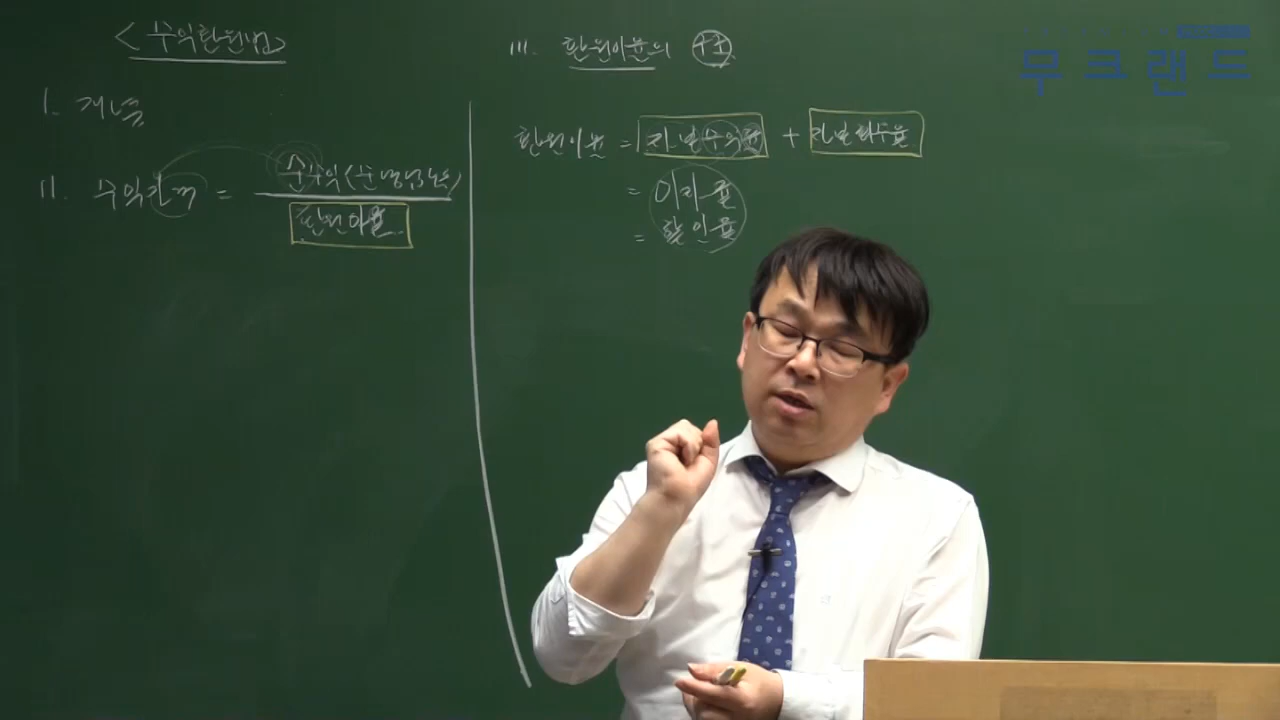 <수익환원법>
I. 개념
II. 수익가격 = 순수익(순영업소득)
환원이율
III. 환원이율의 구조
환원이율 = 자본수익률 + 자본회수율
= 이자율
= 할인율
무크랜드